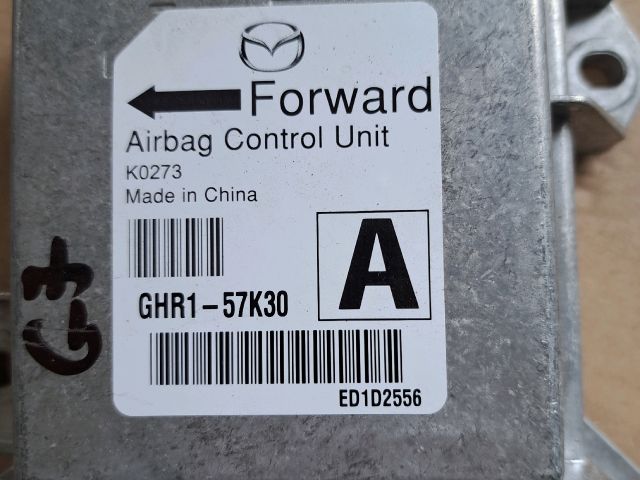 Forward
Airbag Control Unit
K0273
Made in China
A
GHR1-57K30
ED1D2556